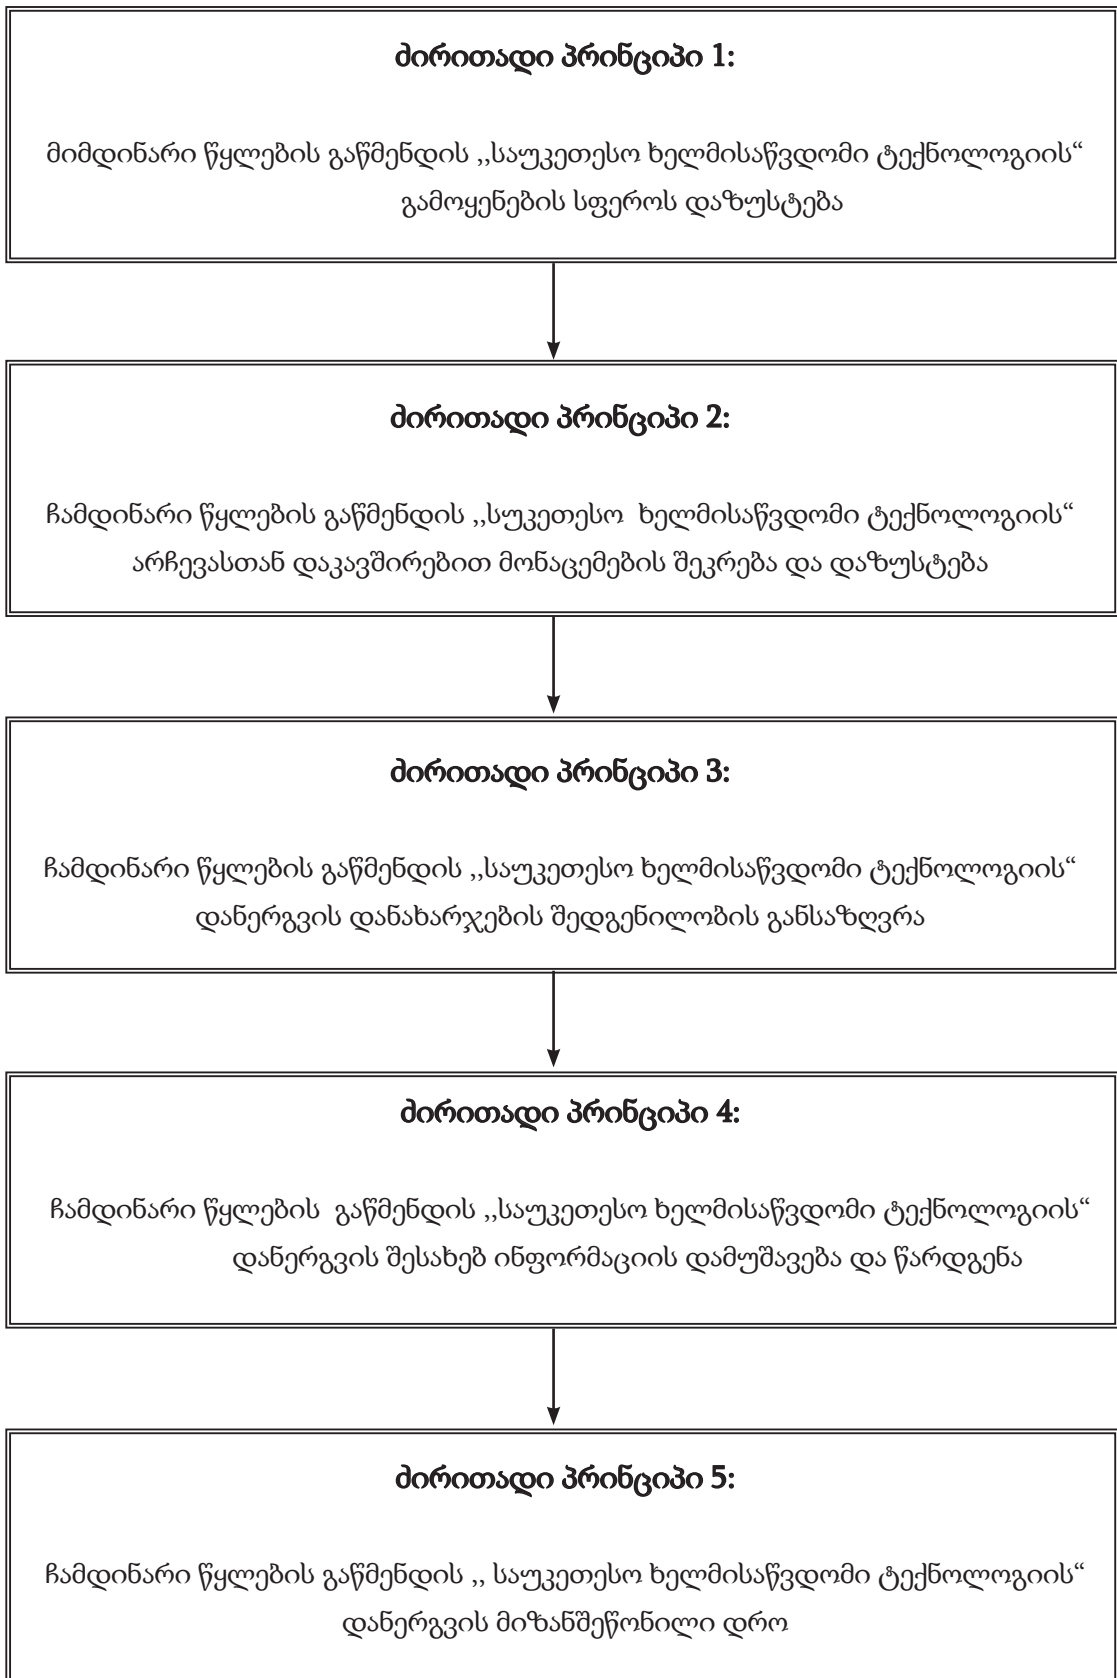 ძირითადი პრინციპი 1:
მიმდინარი წყლების გაწმენდის ,,საუკეთესო ხელმისაწვდომი ტექნოლოგიის“
გამოყენების სფეროს დაზუსტება
ძირითადი პრინციპი 2:
ჩამდინარი წყლების გაწმენდის ,,სუკეთესო ხელმისაწვდომი ტექნოლოგიის“
არჩევასთან დაკავშირებით მონაცემების შეკრება და დაზუსტება
ძირითადი პრინციპი 3:
ჩამდინარი წყლების გაწმენდის ,,საუკეთესო ხელმისაწვდომი ტექნოლოგიის“
დანერგვის დანახარჯების შედგენილობის განსაზღვრა
ძირითადი პრინციპი 4:
ჩამდინარი წყლების გაწმენდის ,,საუკეთესო ხელმისაწვდომი ტექნოლოგიის“
დანერგვის შესახებ ინფორმაციის დამუშავება და წარდგენა
ძირითადი პრინციპი 5:
ჩამდინარი წყლების გაწმენდის ,, საუკეთესო ხელმისაწვდომი ტექნოლოგიის“
დანერგვის მიზანშეწონილი დრო